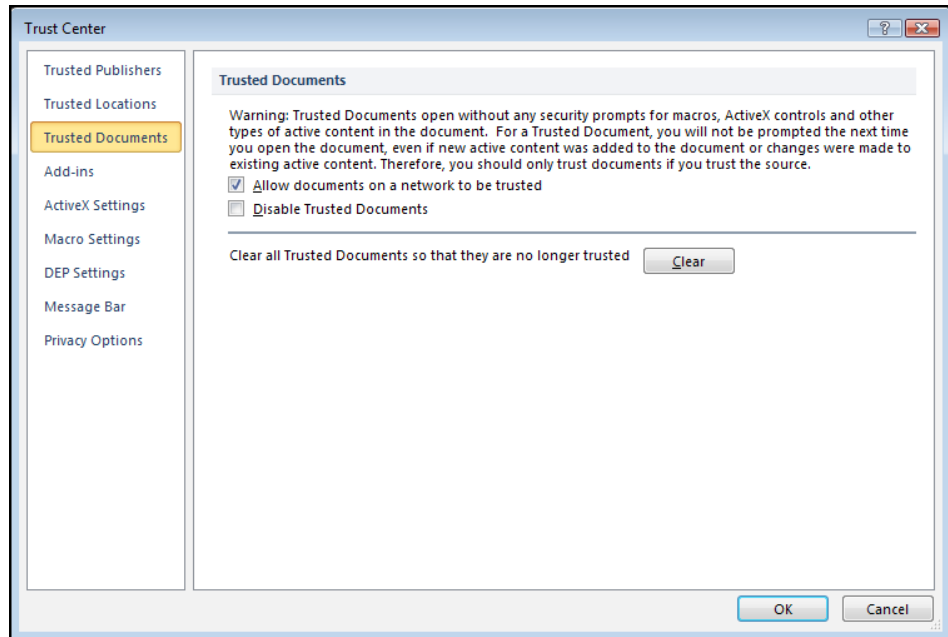 Trust Center
?
Trusted Publishers
Trusted Locations
Trusted Documents
Add-ins
ActiveX Settings
Macro Settings
DEP Settings
Message Bar
Privacy Options
Trusted Documents
Warning: Trusted Documents open without any security prompts for macros, ActiveX controls and other
types of active content in the document.  For a Trusted Document, you will not be prompted the next time
you open the document, even if new active content was added to the document or changes were made to
existing active content. Therefore, you should only trust documents if you trust the source.
Allow documents on a network to be trusted
Disable Trusted Documents
Clear all Trusted Documents so that they are no longer trusted
Clear
OK
Cancel